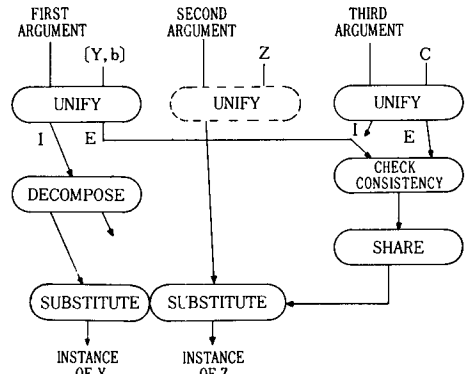 FIRST ARGUMENT
SECOND ARGUMENT
THIRD ARGUMENT
[Y,b]
Z
C
UNIFY
UNIFY
UNIFY
I
E
I
E
DECOMPOSE
CHECK CONSISTENCY
SHARE
SUBSTITUTE
SUBSTITUTE
INSTANCE OF Y
INSTANCE OF Z